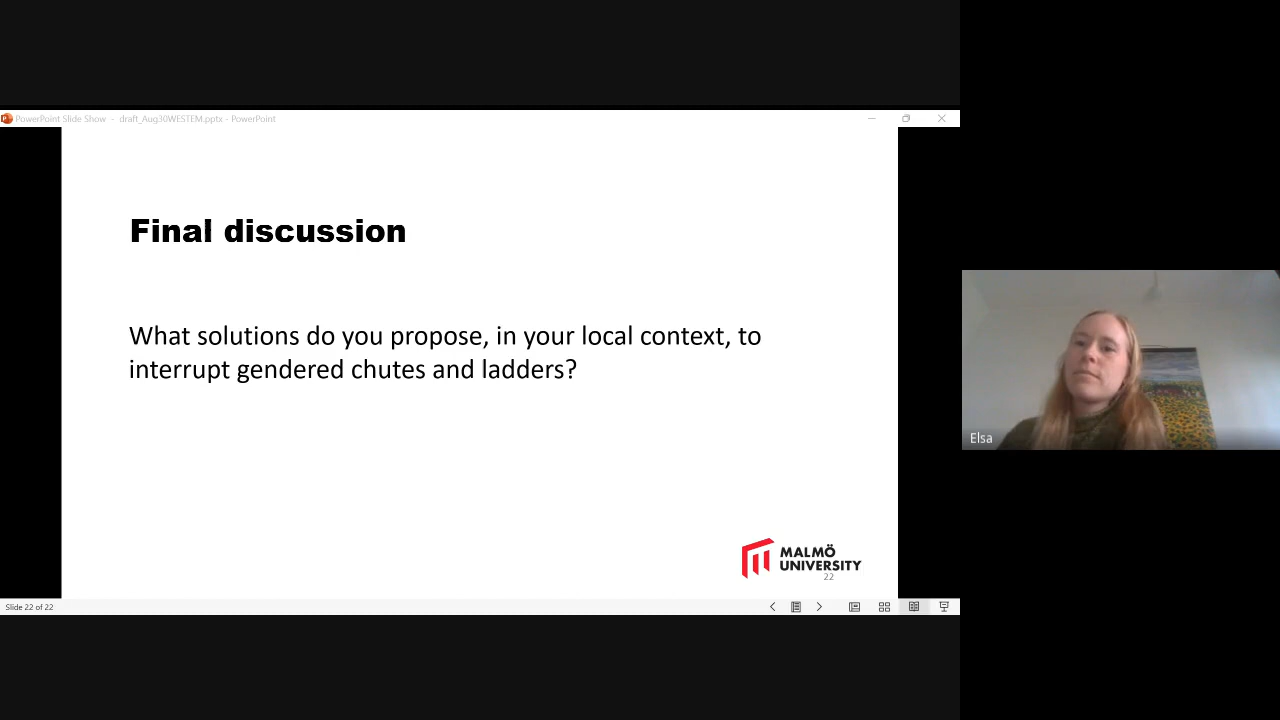 PowerPoint Slide Show - draft_Aug30WESTEM.pptx - PowerPoint
Final discussion
What solutions do you propose, in your local context, to
interrupt gendered chutes and ladders?
Elsa
MALMÖ
UNIVERSITY
22
Slide 22 of 22